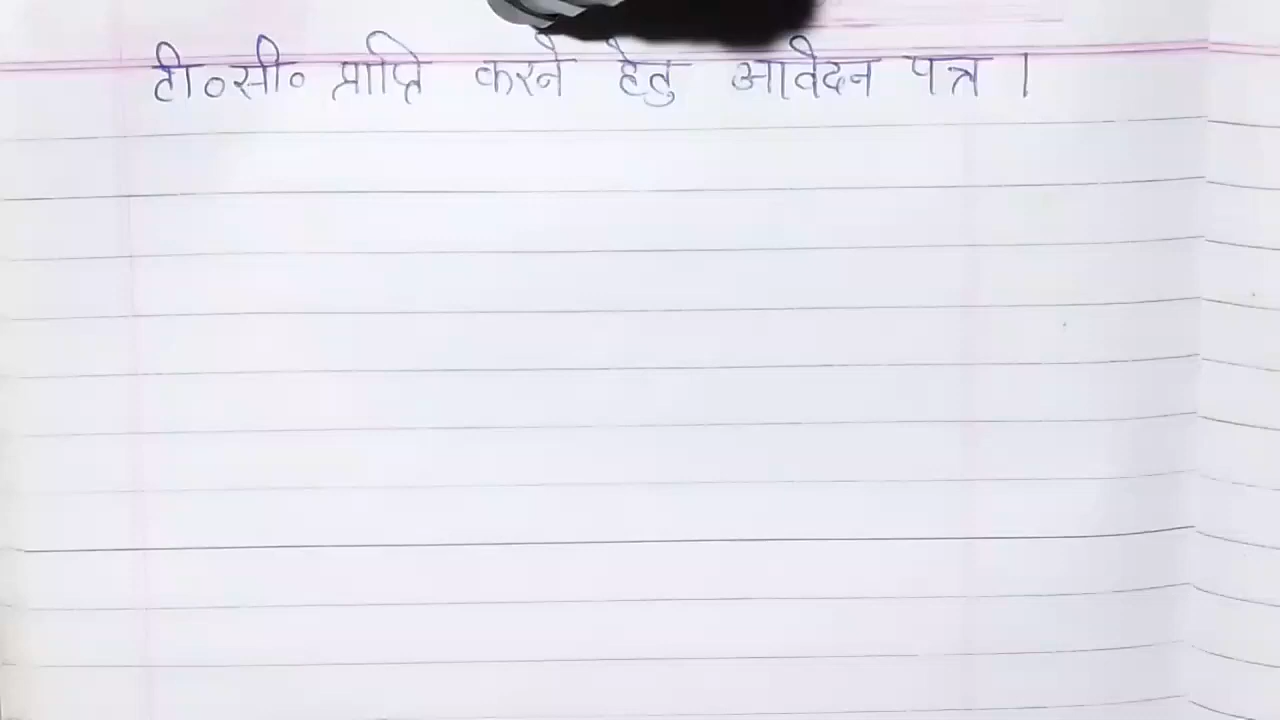 टी०सी० प्राप्ति करने हेतु आवेदन पत्र ।